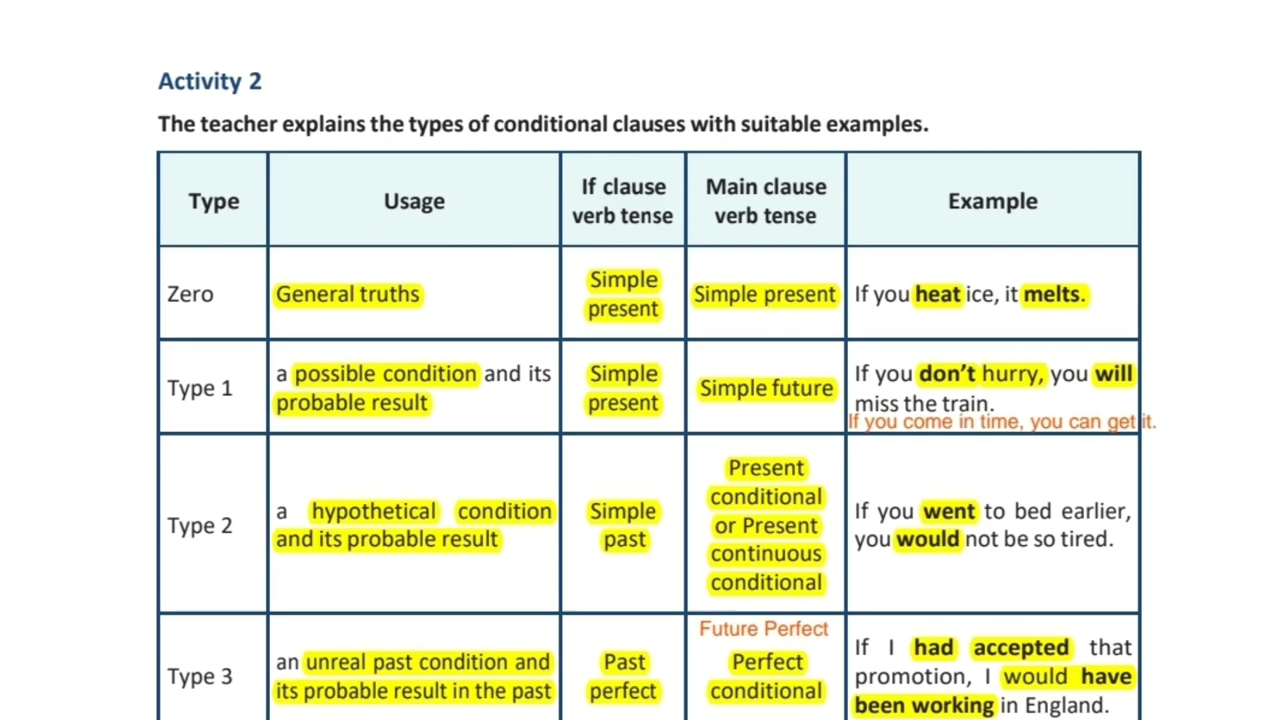 Activity 2
The teacher explains the types of conditional clauses with suitable examples.
Type
Usage
If clause
verb tense
Main clause
verb tense
Example
Zero
General truths
Simple
present
Simple present
If you heat ice, it melts.
Type 1
a possible condition and its
probable result
Simple
present
Simple future
If you don't hurry, you will
miss the train.
If you come in time, you can get it.
Type 2
a hypothetical condition
and its probable result
Simple
past
Present
conditional
or Present
continuous
conditional
If you went to bed earlier,
you would not be so tired.
Type 3
an unreal past condition and
its probable result in the past
Past
perfect
Future Perfect
Perfect
conditional
If I had accepted that
promotion, I would have
been working in England.